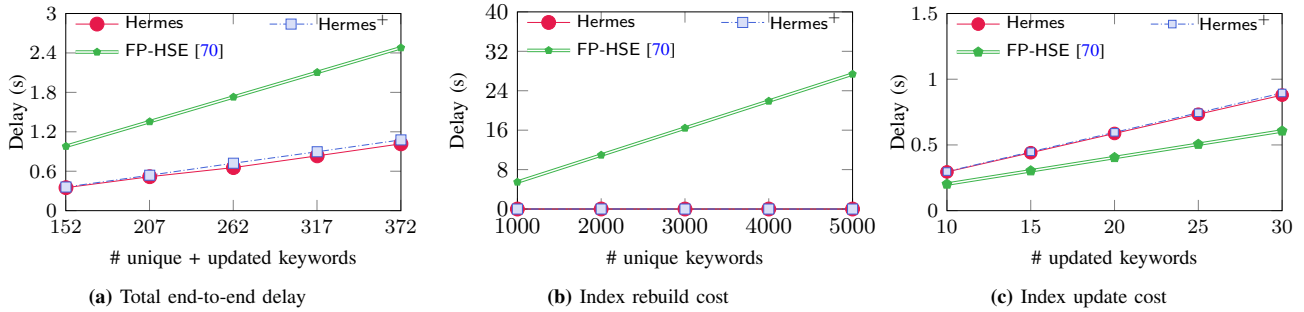 Hermes Hermes+
FP-HSE [70]
3
2.4
1.8
1.2
0.6
0
Delay (s)
152 207 262 317 372
# unique + updated keywords
(a) Total end-to-end delay
Hermes Hermes+
FP-HSE [70]
40
32
24
16
8
0
Delay (s)
1000 2000 3000 4000 5000
# unique keywords
(b) Index rebuild cost
Hermes Hermes+
FP-HSE [70]
1.5
1
0.5
0
Delay (s)
10 15 20 25 30
# updated keywords
(c) Index update cost